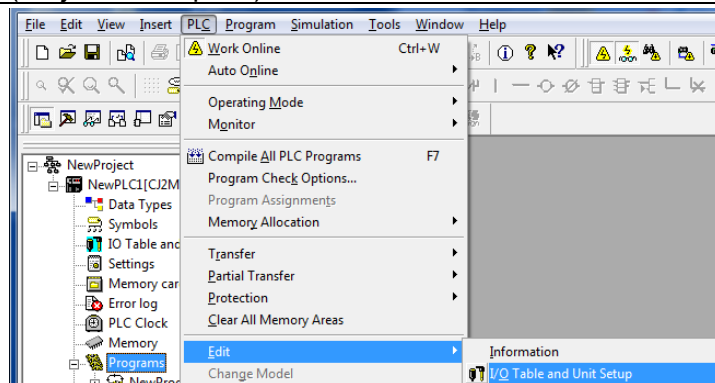 File Edit View Insert PLC Program Simulation Tools Window Help
Work Online Ctrl+W
Auto Online
Operating Mode
Monitor
Compile All PLC Programs F7
Program Check Options...
Program Assignments
Memory Allocation
Transfer
Partial Transfer
Protection
Clear All Memory Areas
Edit
Change Model
Information
I/O Table and Unit Setup
NewProject
NewPLC1[CJ2M
Data Types
Symbols
IO Table and
Settings
Memory car
Error log
PLC Clock
Memory
Programs